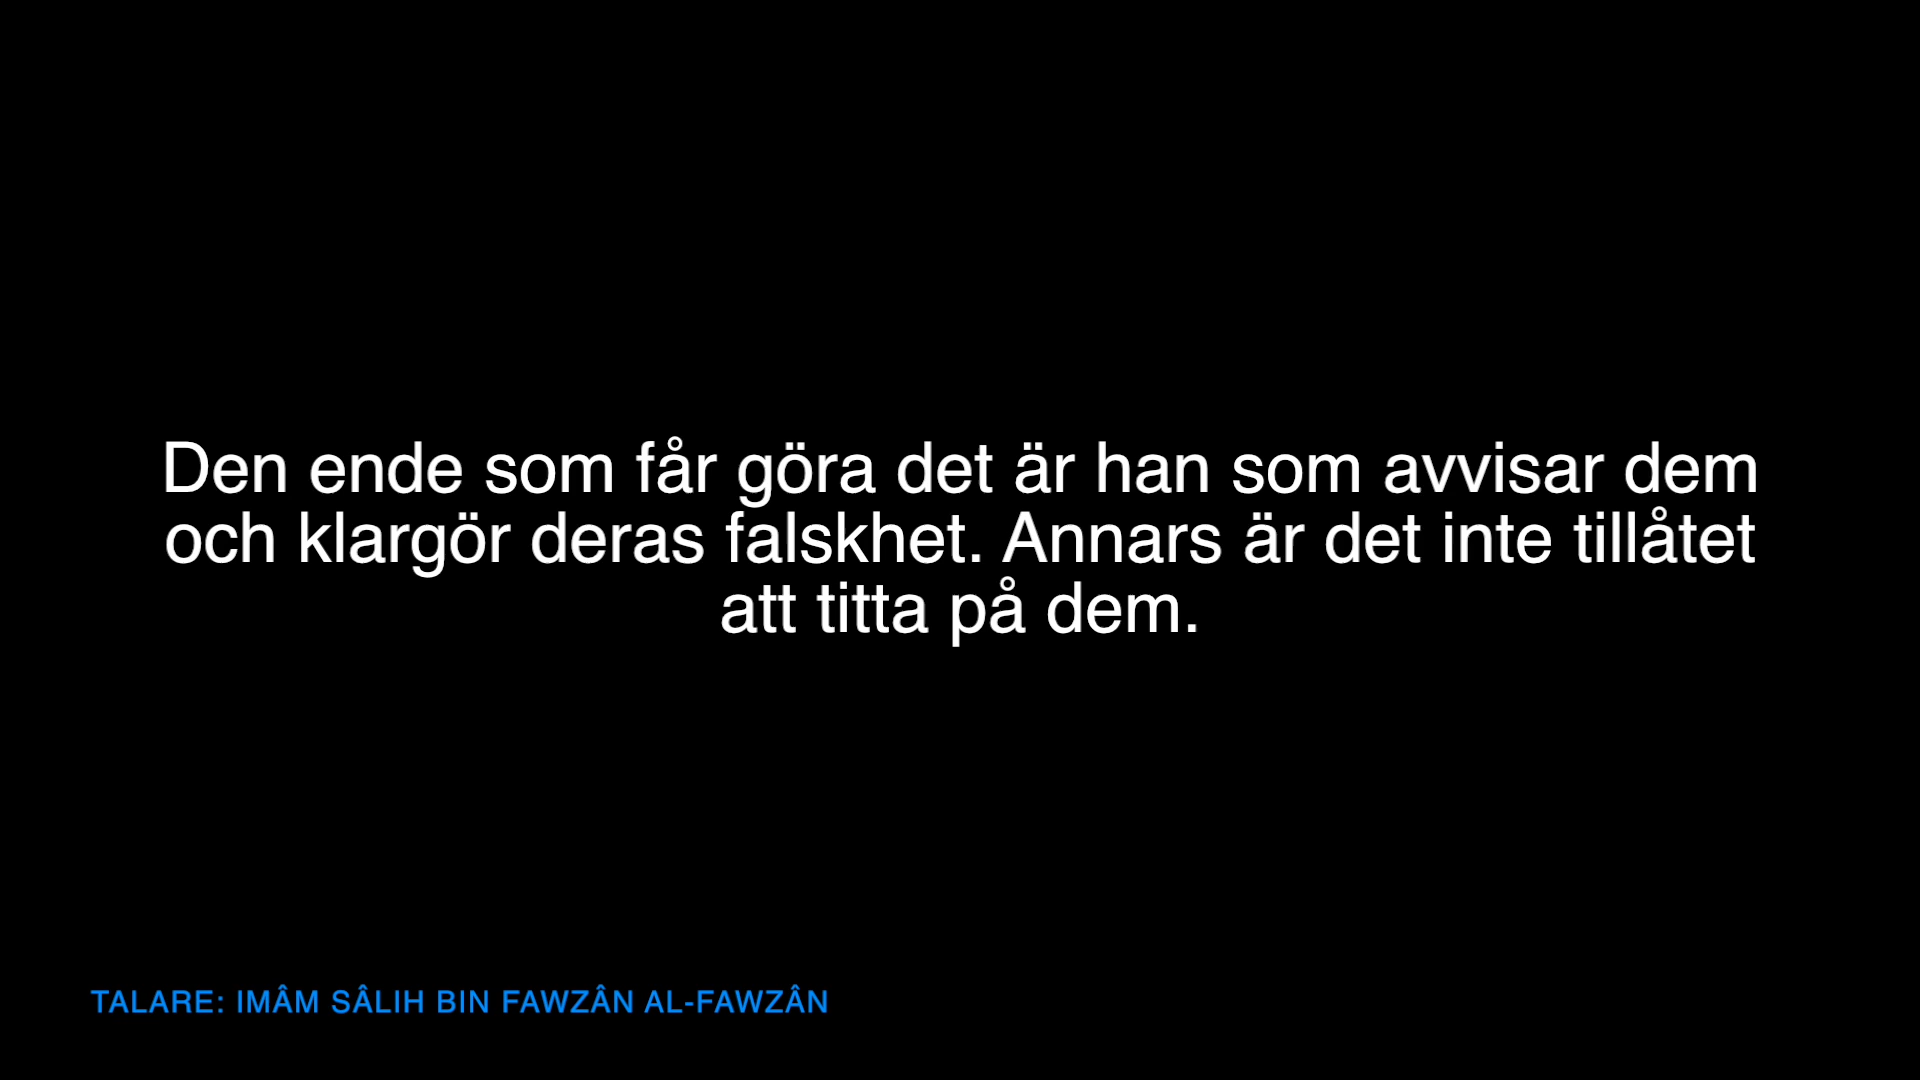 Den ende som får göra det är han som avvisar dem
och klargör deras falskhet. Annars är det inte tillåtet
att titta på dem.
TALARE: IMÂM SÂLIH BIN FAWZÂN AL-FAWZÂN